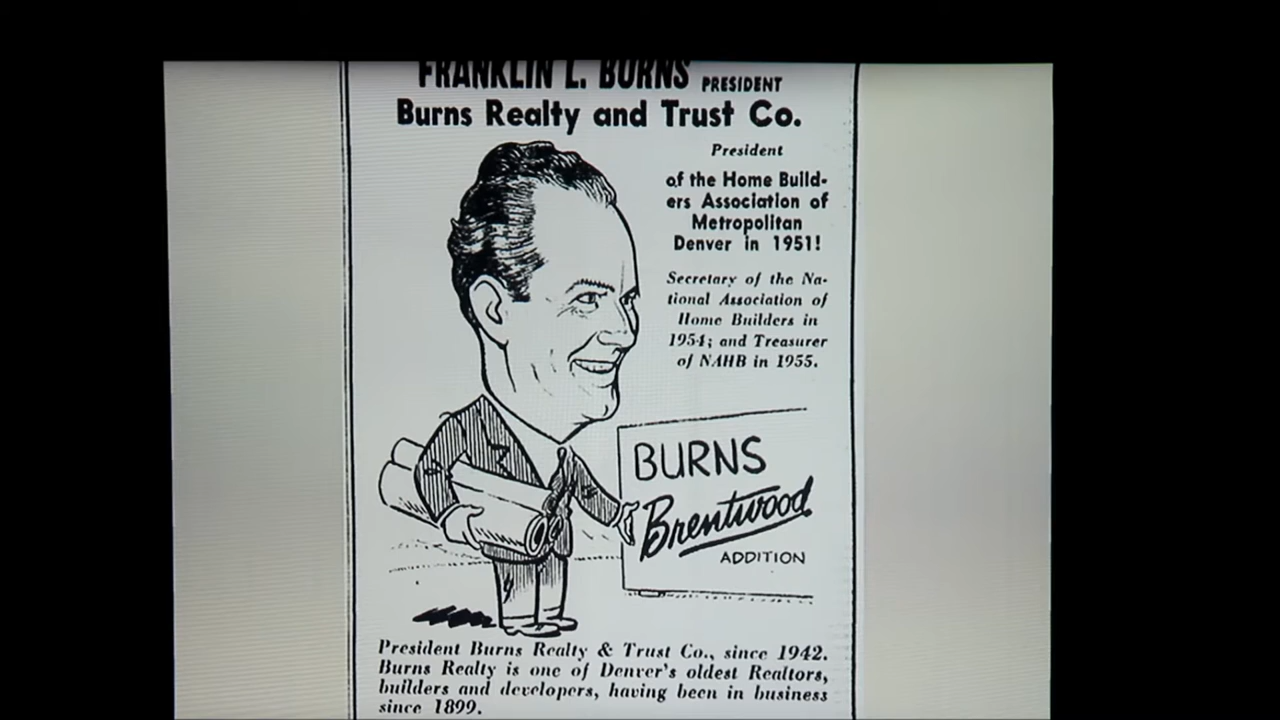 FRANKLIN L. BURNS PRESIDENT
Burns Realty and Trust Co.
President
of the Home Build-
ers Association of
Metropolitan
Denver in 1951!
Secretary of the Na-
tional Association of
Home Builders in
1954; and Treasurer
of NAHB in 1955.
BURNS
Brentwood
ADDITION
President Burns Realty & Trust Co., since 1942.
Burns Realty is one of Denver's oldest Realtors,
builders and developers, having been in business
since 1899.